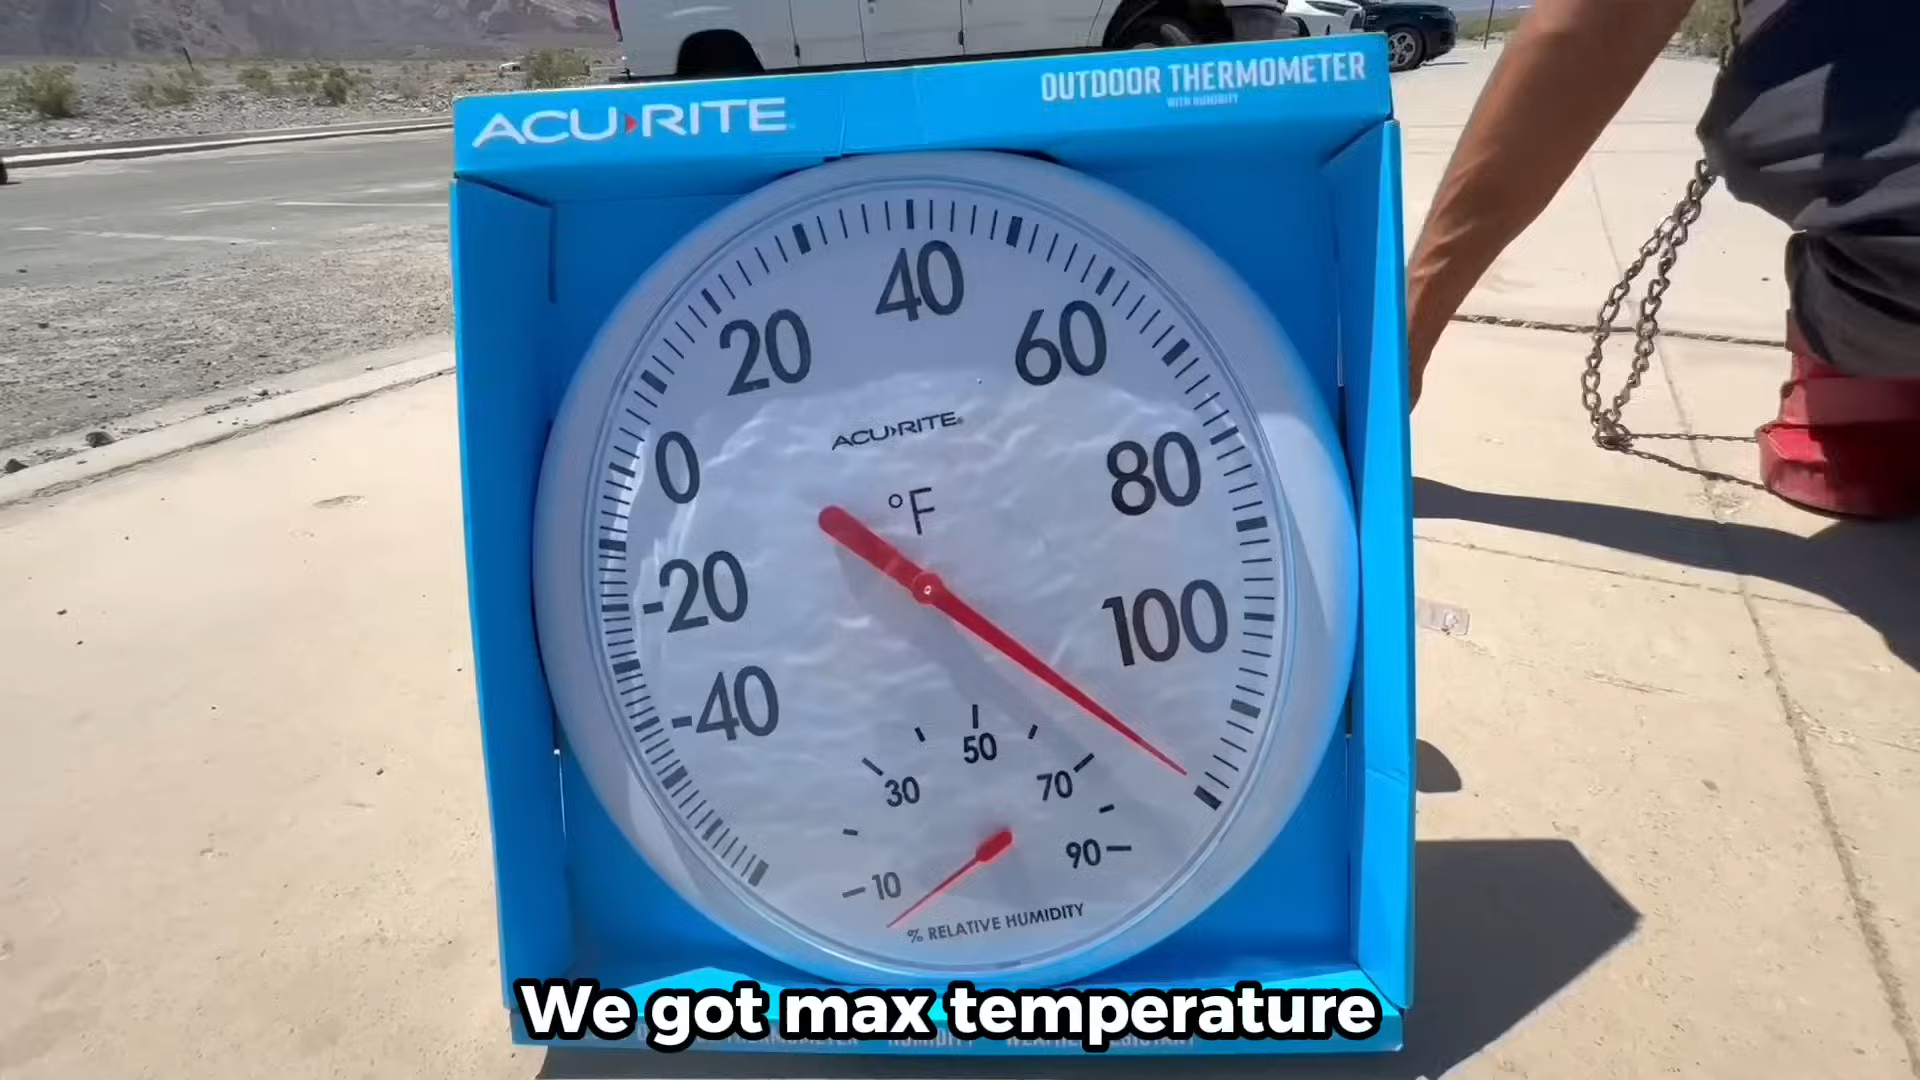 ACU RITE
OUTDOOR THERMOMETER
WITH HUMIDITY
40
20
60
ACU RITE
0
80
°F
-20
100
-40
50
30
70
90
10
% RELATIVE HUMIDITY
We got max temperature